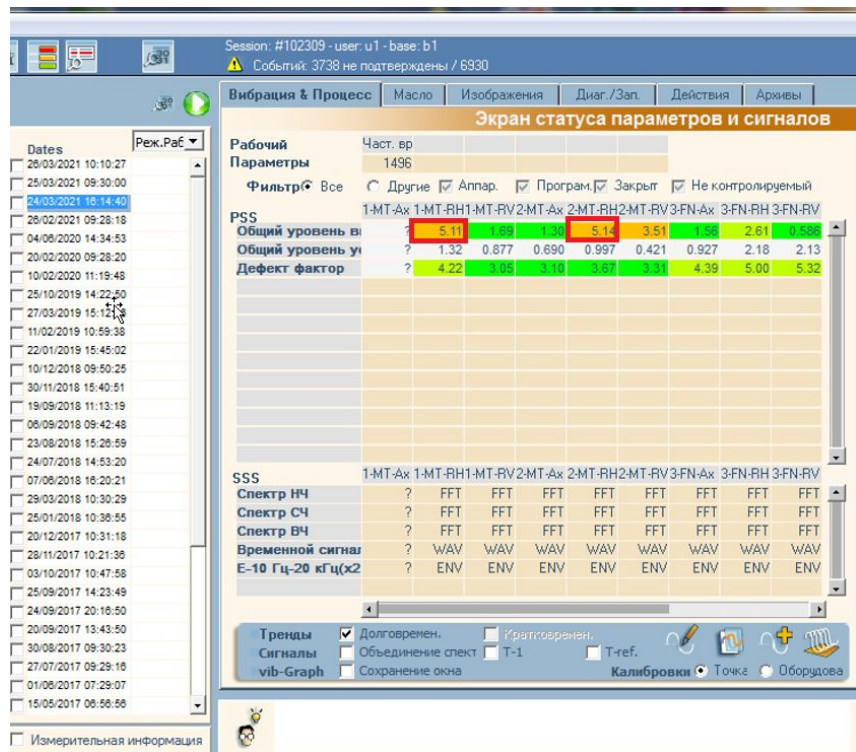 Session: #102309 - user: u1 - base: b1
Событий: 3738 не подтверждены / 6930
Dates
Реж.Раб
26/03/2021 10:10:27
25/03/2021 09:30:00
24/03/2021 16:14:40
26/02/2021 09:28:18
04/06/2020 14:34:53
20/02/2020 09:28:20
10/02/2020 11:19:48
25/10/2019 14:22:50
27/03/2019
11/02/2019 10:59:38
22/01/2019 15:45:02
10/12/2018 09:50:25
30/11/2018 15:40:51
19/09/2018 11:13:19
06/09/2018 09:42:48
23/08/2018 15:26:59
24/07/2018 14:53:20
07/06/2018 16:20:21
29/03/2018 10:30:29
25/01/2018 10:36:55
20/12/2017 10:31:18
28/11/2017 10:21:36
03/10/2017 10:47:58
25/09/2017 14:23:49
24/09/2017 20:16:50
20/09/2017 13:43:50
30/08/2017 09:30:23
27/07/2017 09:29:16
01/06/2017 07:29:07
15/05/2017 06:56:56
Измерительная информация
Вибрация & Процесс Масло Изображения Диаг./Зап. Действия Архивы
Экран статуса параметров и сигналов
Рабочий Част. вр
Параметры 1496
Фильтр Все Другие Аппар. Програм. Закрыт Не контролируемый
PSS 1-MT-Ax 1-MT-RH 1-MT-RV 2-MT-Ax 2-MT-RH 2-MT-RV 3-FN-Ax 3-FN-RH 3-FN-RV
Общий уровень ви ? 5.11 1.69 1.30 5.14 3.51 1.56 2.61 0.586
Общий уровень ус ? 1.32 0.877 0.690 0.997 0.421 0.927 2.18 2.13
Дефект фактор ? 4.22 3.05 3.10 3.67 3.31 4.39 5.00 5.32
SSS 1-MT-Ax 1-MT-RH 1-MT-RV 2-MT-Ax 2-MT-RH 2-MT-RV 3-FN-Ax 3-FN-RH 3-FN-RV
Спектр НЧ ? FFT FFT FFT FFT FFT FFT FFT FFT
Спектр СЧ ? FFT FFT FFT FFT FFT FFT FFT FFT
Спектр ВЧ ? FFT FFT FFT FFT FFT FFT FFT FFT
Временной сигнал ? WAV WAV WAV WAV WAV WAV WAV WAV
E-10 Гц-20 кГц(x2 ? ENV ENV ENV ENV ENV ENV ENV ENV
Тренды Долговремен. Кратковремен.
Сигналы Объединение спект T-1 T-ref.
vib-Graph Сохранение окна Калибровки Точка Оборудова